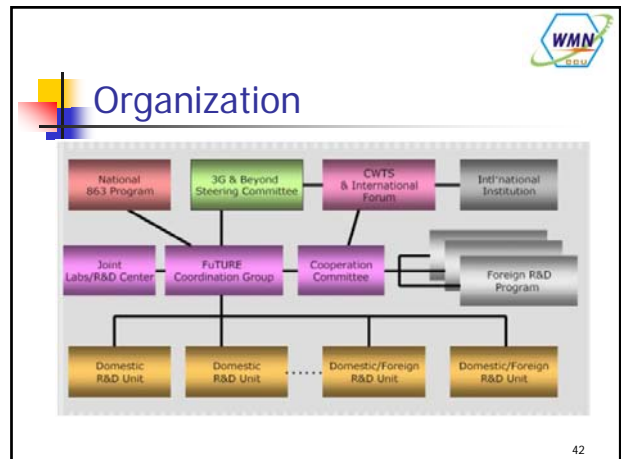 WMN
Organization
National
863 Program
3G & Beyond
Steering Committee
CWTS
& International
Forum
Intl'national
Institution
Joint
Labs/R&D Center
FuTURE
Coordination Group
Cooperation
Committee
Foreign R&D
Program
Domestic
R&D Unit
Domestic
R&D Unit
......
Domestic/Foreign
R&D Unit
Domestic/Foreign
R&D Unit
42